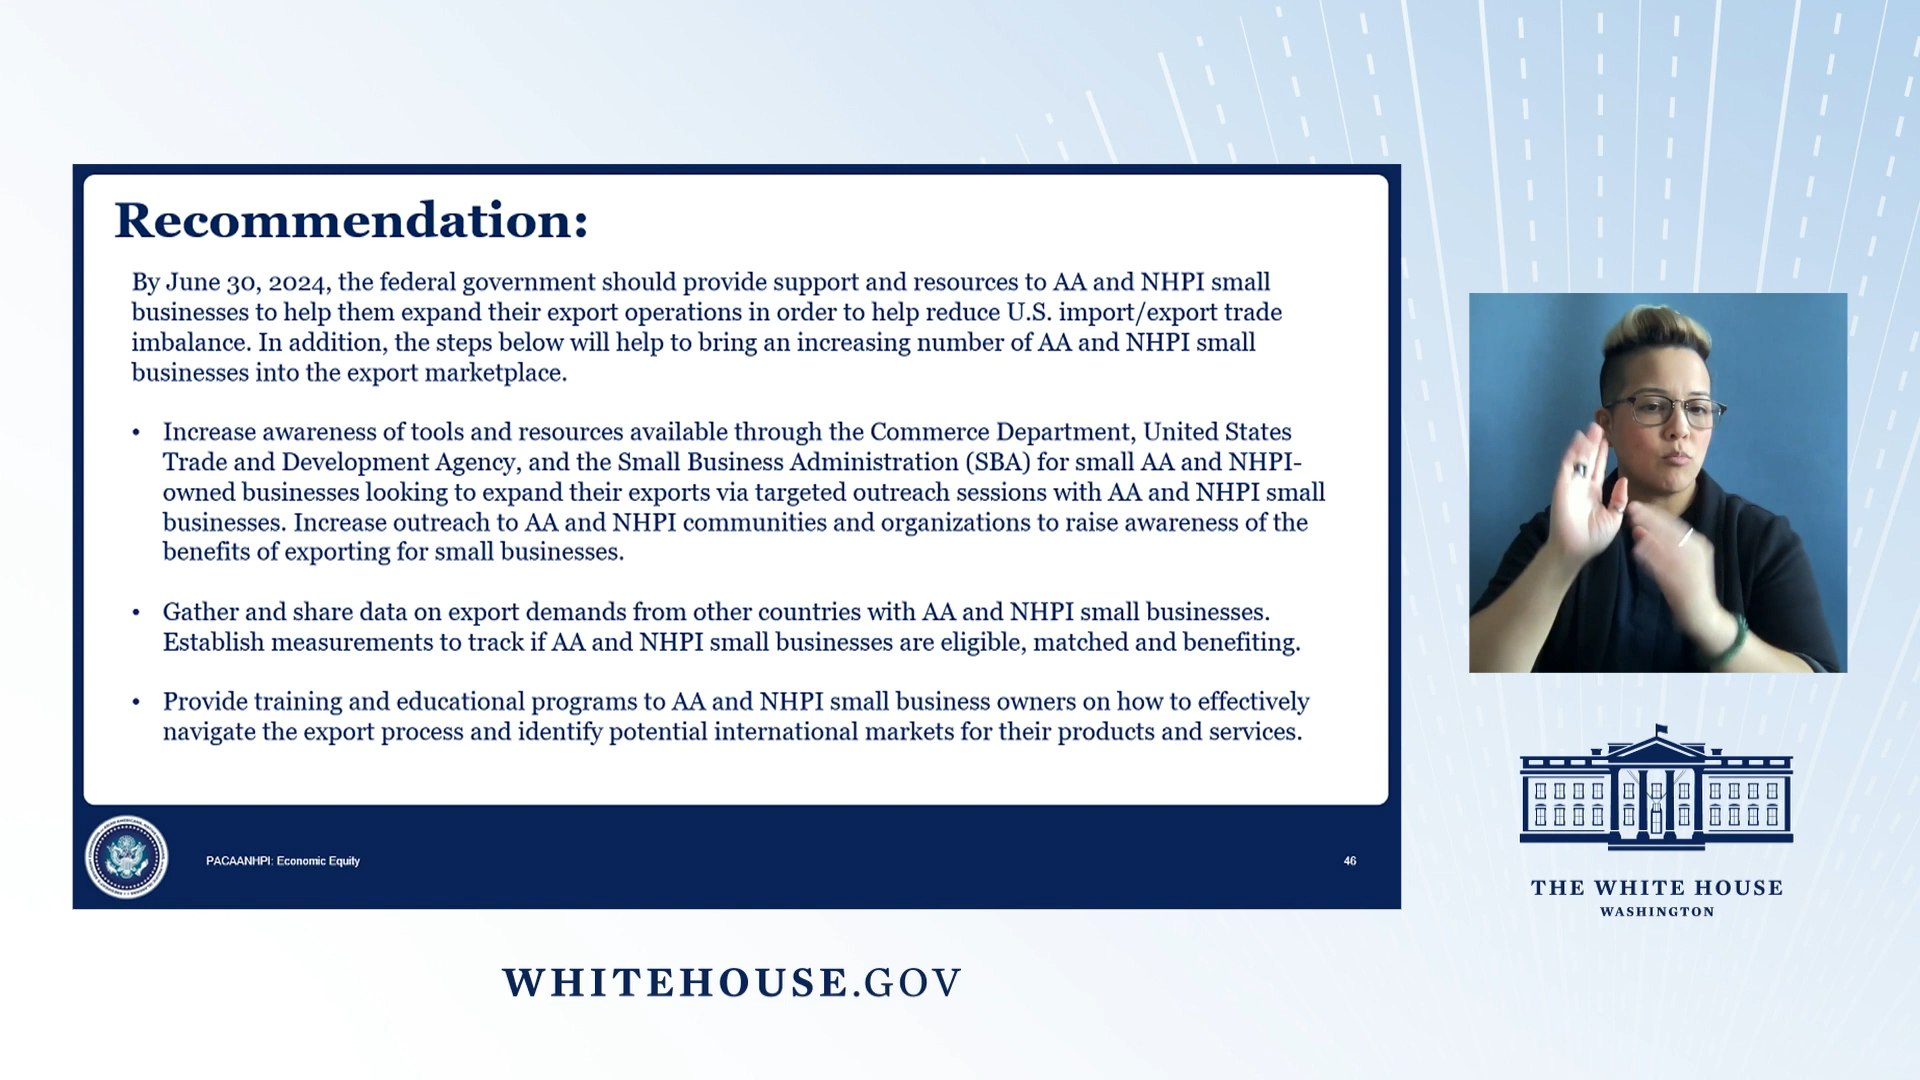 Recommendation:
By June 30, 2024, the federal government should provide support and resources to AA and NHPI small
businesses to help them expand their export operations in order to help reduce U.S. import/export trade
imbalance. In addition, the steps below will help to bring an increasing number of AA and NHPI small
businesses into the export marketplace.
• Increase awareness of tools and resources available through the Commerce Department, United States
Trade and Development Agency, and the Small Business Administration (SBA) for small AA and NHPI-
owned businesses looking to expand their exports via targeted outreach sessions with AA and NHPI small
businesses. Increase outreach to AA and NHPI communities and organizations to raise awareness of the
benefits of exporting for small businesses.
• Gather and share data on export demands from other countries with AA and NHPI small businesses.
Establish measurements to track if AA and NHPI small businesses are eligible, matched and benefiting.
• Provide training and educational programs to AA and NHPI small business owners on how to effectively
navigate the export process and identify potential international markets for their products and services.
PACAANHPI: Economic Equity
46
THE WHITE HOUSE
WASHINGTON
WHITEHOUSE.GOV